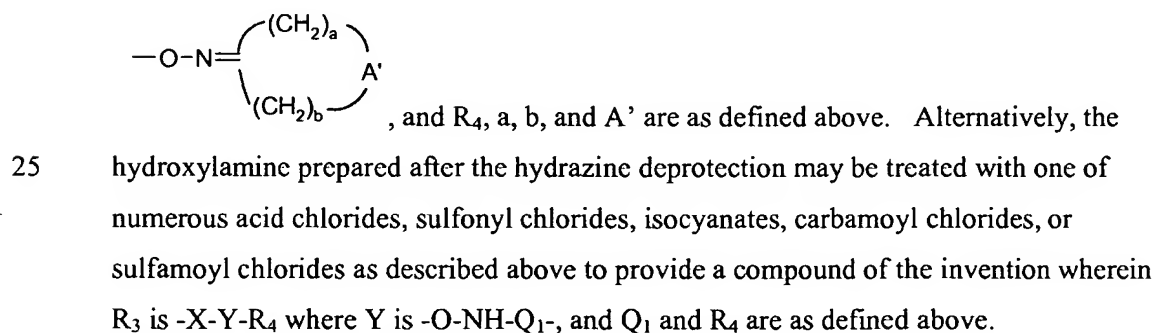 (CH2)a
—O-N=
A'
(CH2)b , and R4, a, b, and A’ are as defined above. Alternatively, the
25 hydroxylamine prepared after the hydrazine deprotection may be treated with one of
numerous acid chlorides, sulfonyl chlorides, isocyanates, carbamoyl chlorides, or
sulfamoyl chlorides as described above to provide a compound of the invention wherein
R3 is -X-Y-R4 where Y is -O-NH-Q1-, and Q1 and R4 are as defined above.